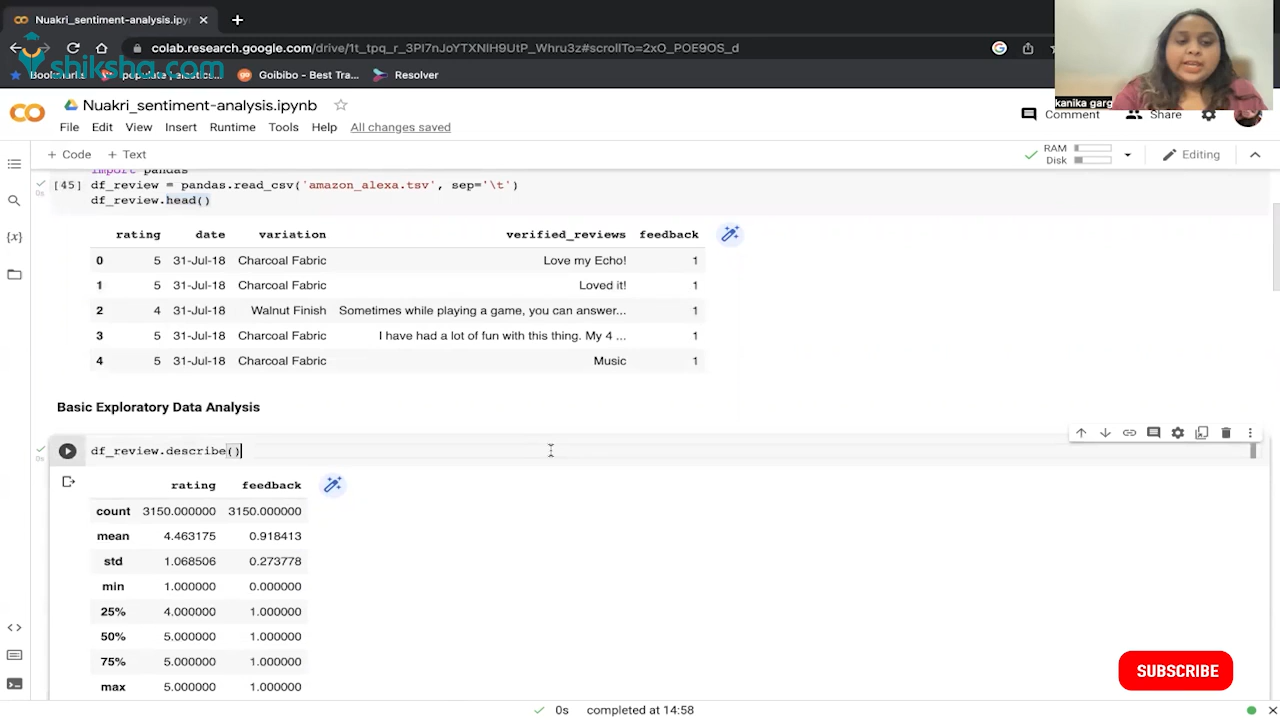 Nuakri_sentiment-analysis.ipynb
colab.research.google.com/drive/1t_tpq_r_3PI7nJoYTXNIH9UtP_Whru3z#scrollTo=2xO_POE9OS_d
shiksha.com
Bookmarks
Goibibo - Best Tra...
Resolver
kanika garg
Nuakri_sentiment-analysis.ipynb
File Edit View Insert Runtime Tools Help All changes saved
Comment Share
+ Code + Text
RAM
Disk
Editing
import pandas
[45] df_review = pandas.read_csv('amazon_alexa.tsv', sep='\t')
0s
df_review.head()
rating date variation verified_reviews feedback
0 5 31-Jul-18 Charcoal Fabric Love my Echo! 1
1 5 31-Jul-18 Charcoal Fabric Loved it! 1
2 4 31-Jul-18 Walnut Finish Sometimes while playing a game, you can answer... 1
3 5 31-Jul-18 Charcoal Fabric I have had a lot of fun with this thing. My 4 ... 1
4 5 31-Jul-18 Charcoal Fabric Music 1
Basic Exploratory Data Analysis
df_review.describe()
0s
rating feedback
count 3150.000000 3150.000000
mean 4.463175 0.918413
std 1.068506 0.273778
min 1.000000 0.000000
25% 4.000000 1.000000
50% 5.000000 1.000000
75% 5.000000 1.000000
max 5.000000 1.000000
SUBSCRIBE
0s completed at 14:58